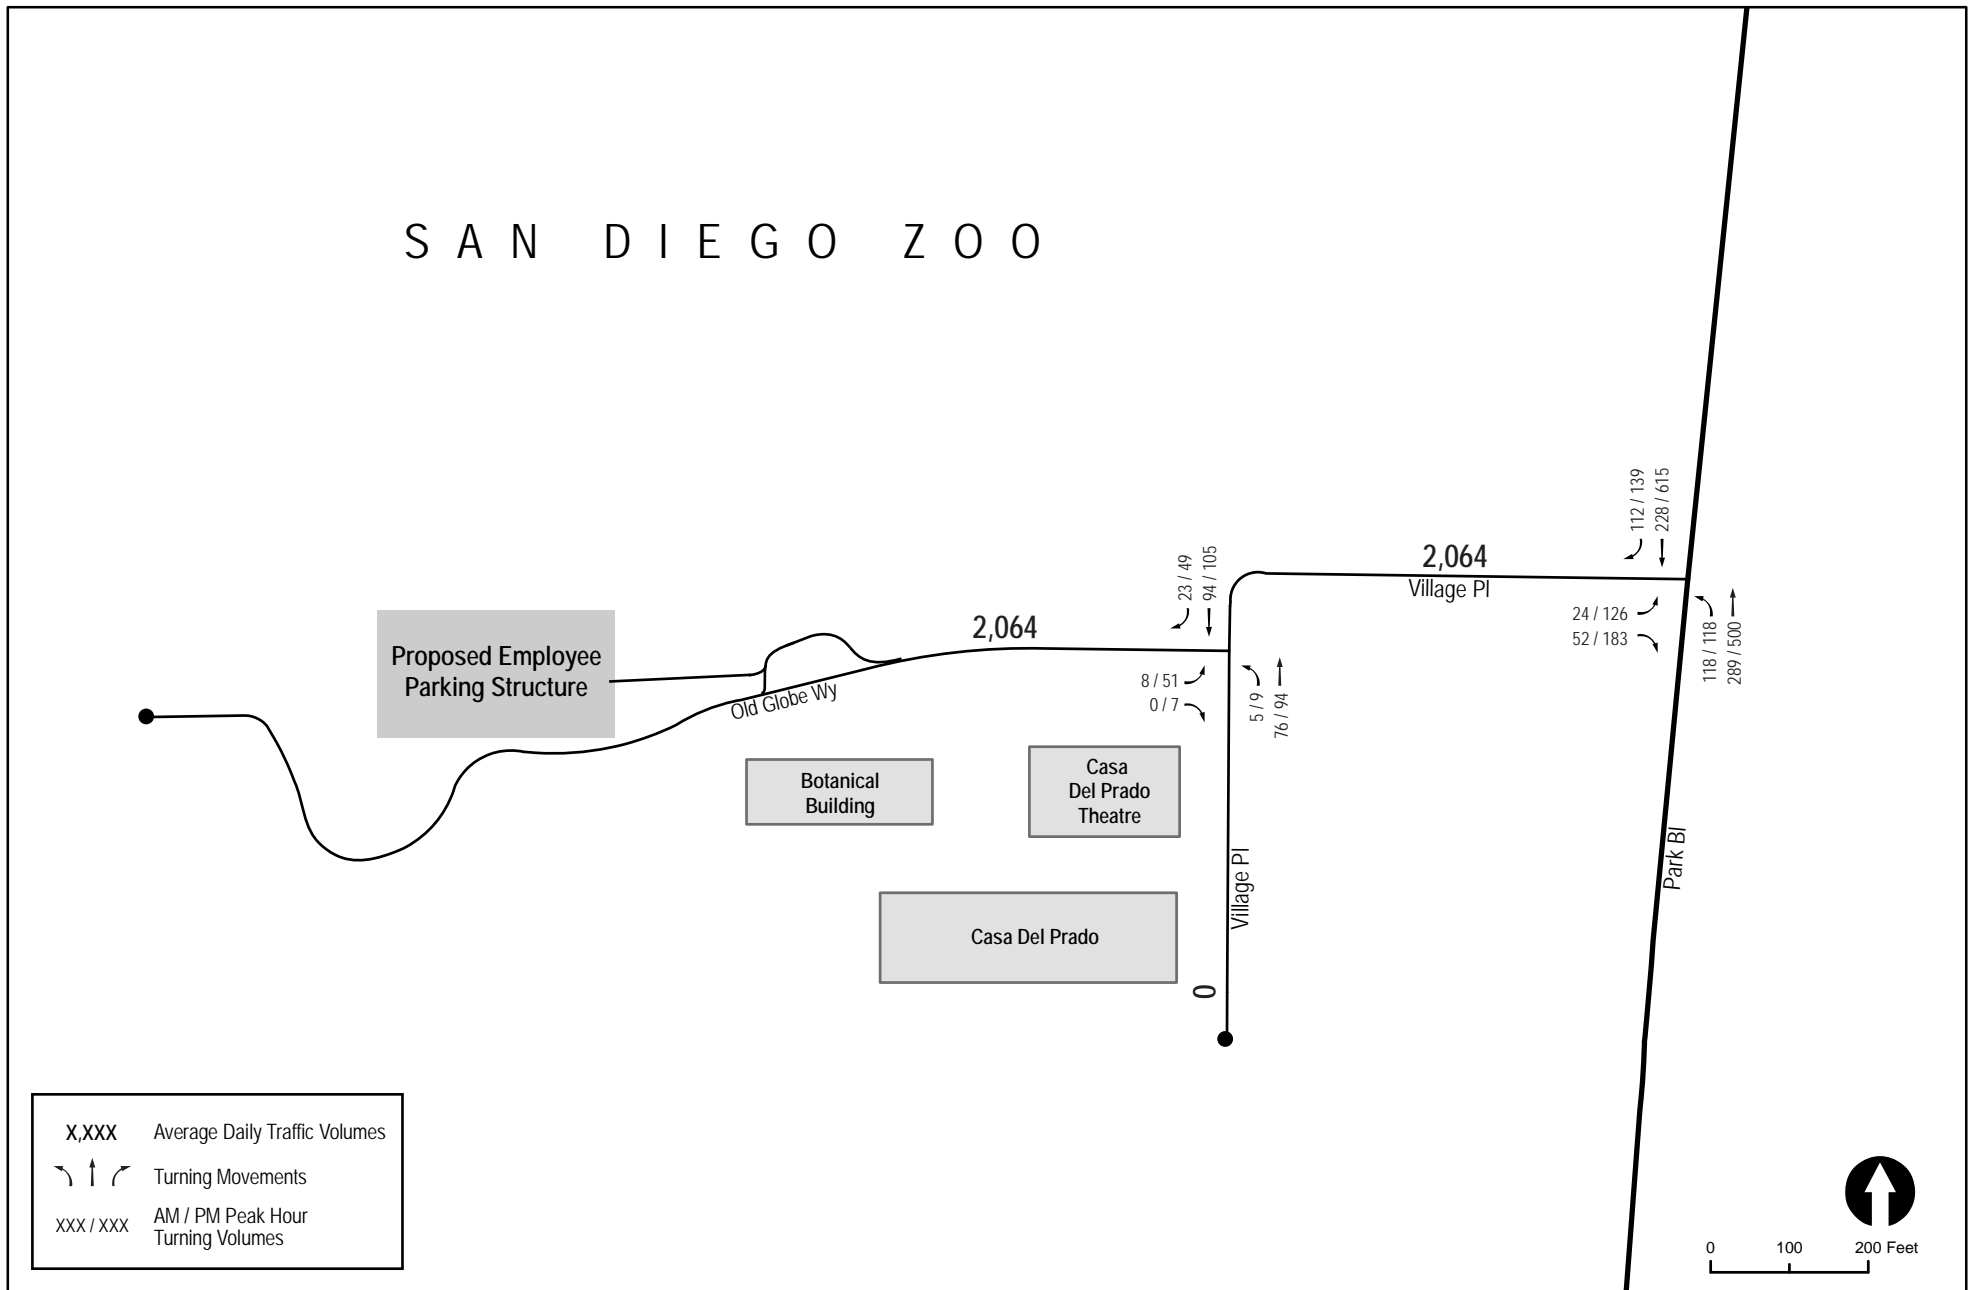 SAN DIEGO ZOO
112 / 139
228 / 615
2,064
Village Pl
23 / 49
94 / 105
2,064
24 / 126
52 / 183
118 / 118
289 / 500
Proposed Employee
Parking Structure
Old Globe Wy
8 / 51
0 / 7
5 / 9
76 / 94
Botanical
Building
Casa
Del Prado
Theatre
Park Bl
Village Pl
Casa Del Prado
0
X,XXX Average Daily Traffic Volumes
Turning Movements
XXX / XXX AM / PM Peak Hour
Turning Volumes
0 100 200 Feet